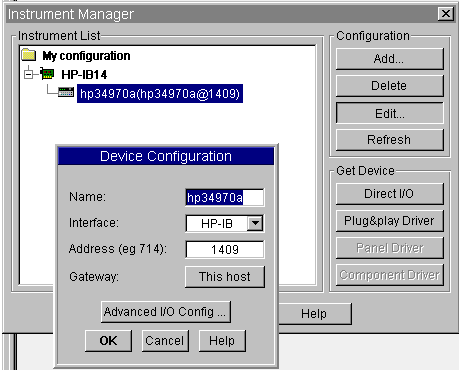 Instrument Manager
Instrument List
My configuration
HP-IB14
hp34970a(hp34970a@1409)
Configuration
Add...
Delete
Edit...
Refresh
Get Device
Direct I/O
Plug&play Driver
Panel Driver
Component Driver
Help
Device Configuration
Name: hp34970a
Interface: HP-IB
Address (eg 714): 1409
Gateway: This host
Advanced I/O Config ...
OK Cancel Help